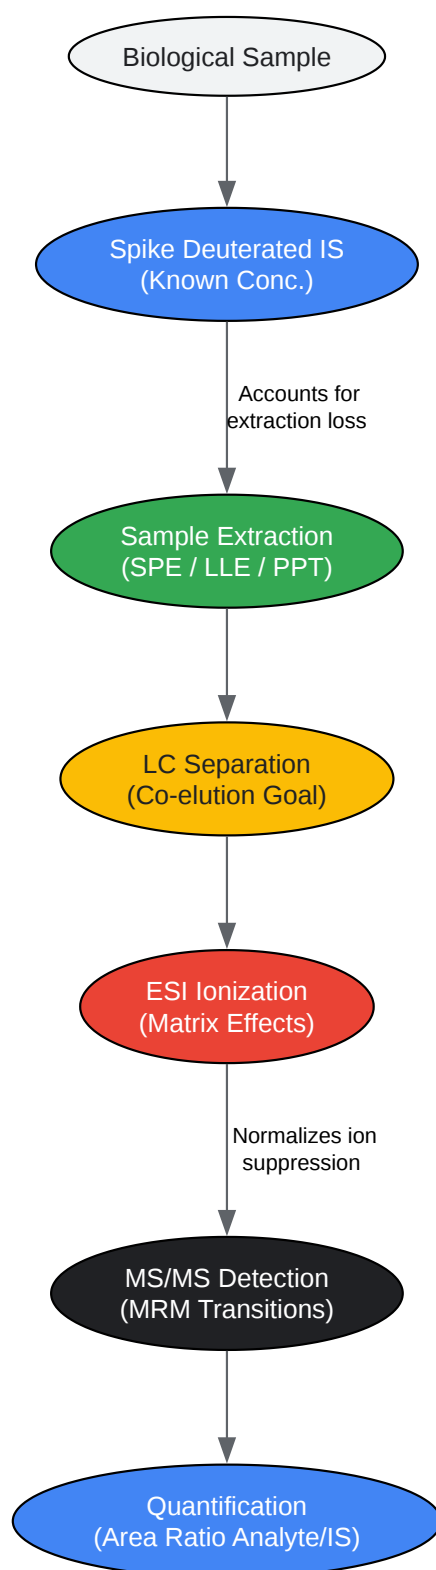 Biological Sample
Spike Deuterated IS
(Known Conc.)
Accounts for
extraction loss
Sample Extraction
(SPE / LLE / PPT)
LC Separation
(Co-elution Goal)
ESI Ionization
(Matrix Effects)
Normalizes ion
suppression
MS/MS Detection
(MRM Transitions)
Quantification
(Area Ratio Analyte/IS)